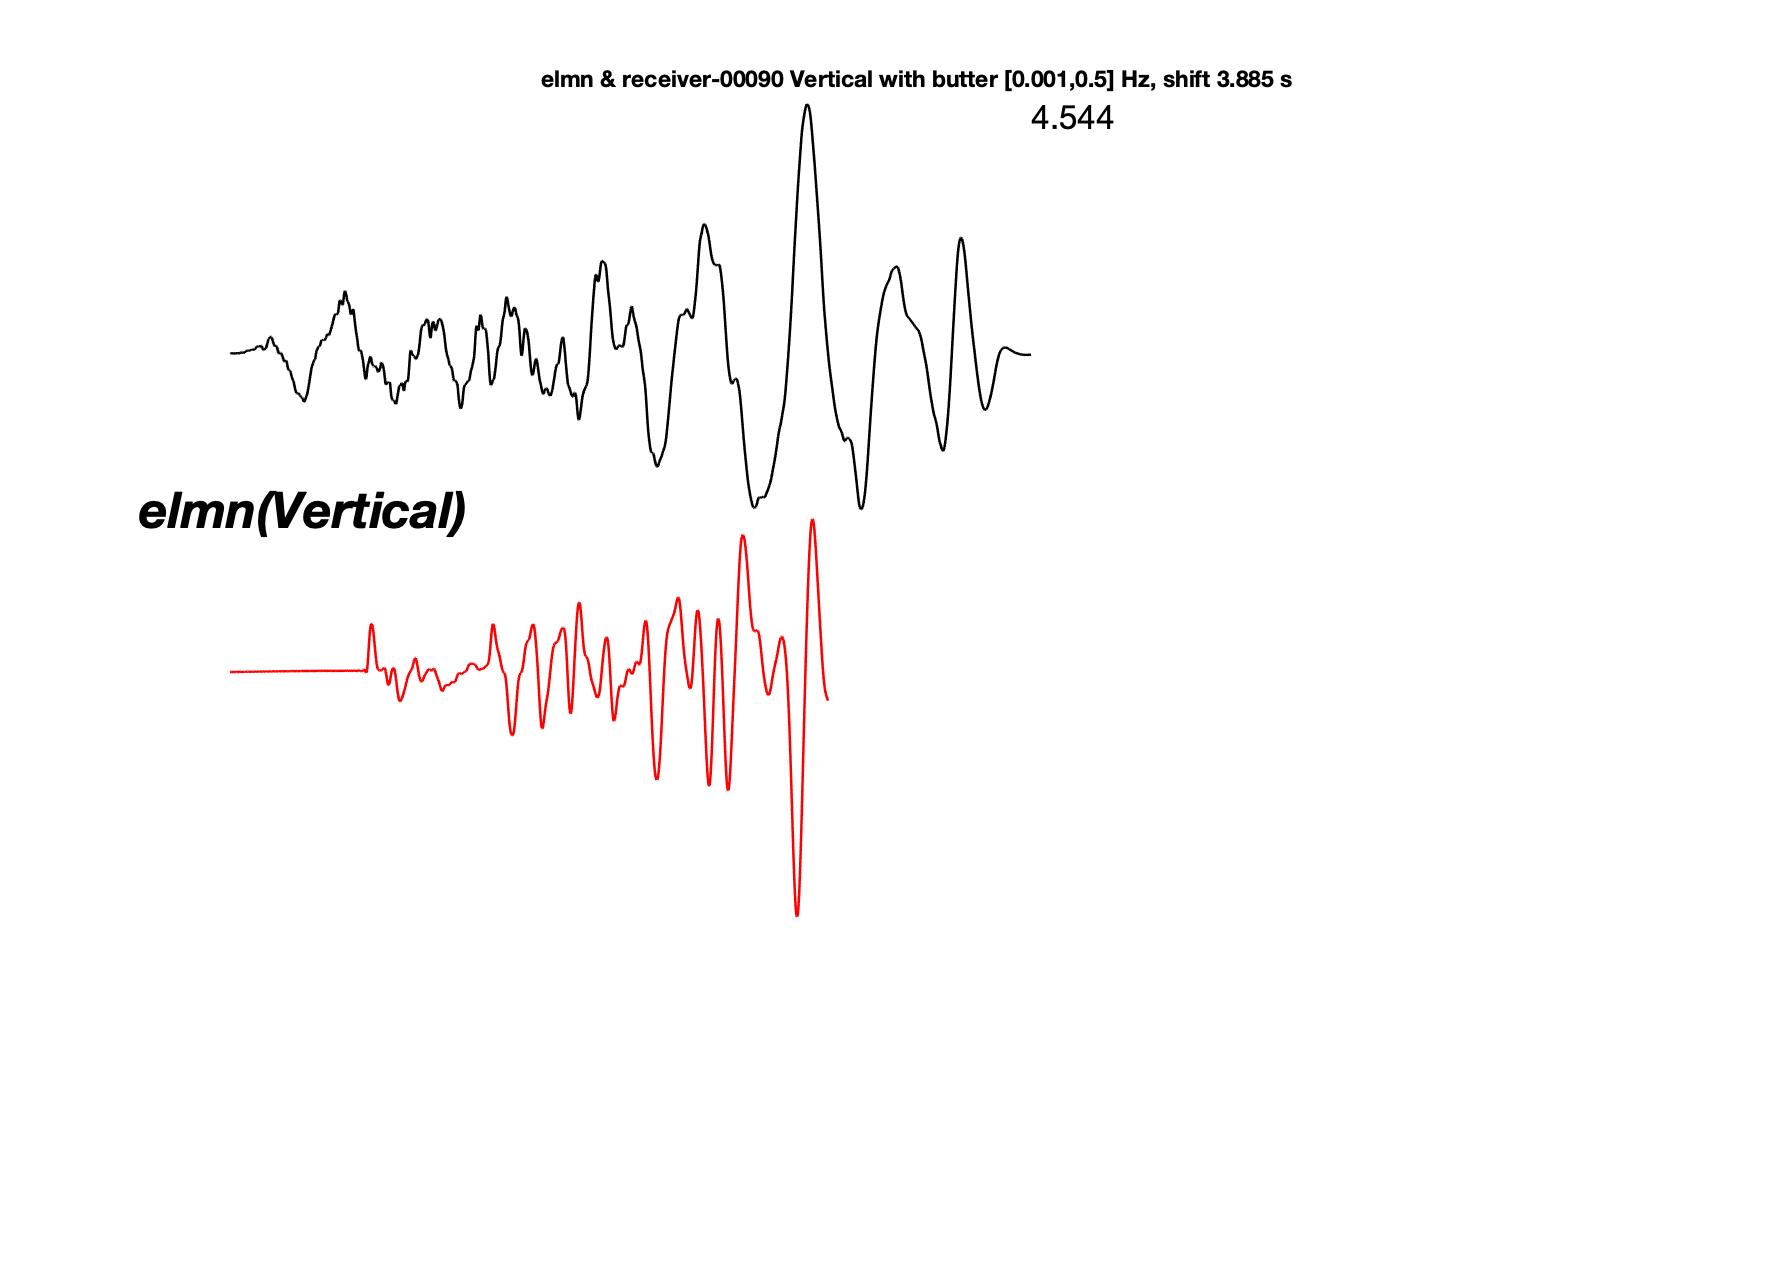 elmn & receiver-00090 Vertical with butter [0.001,0.5] Hz, shift 3.885 s
4.544
elmn(Vertical)